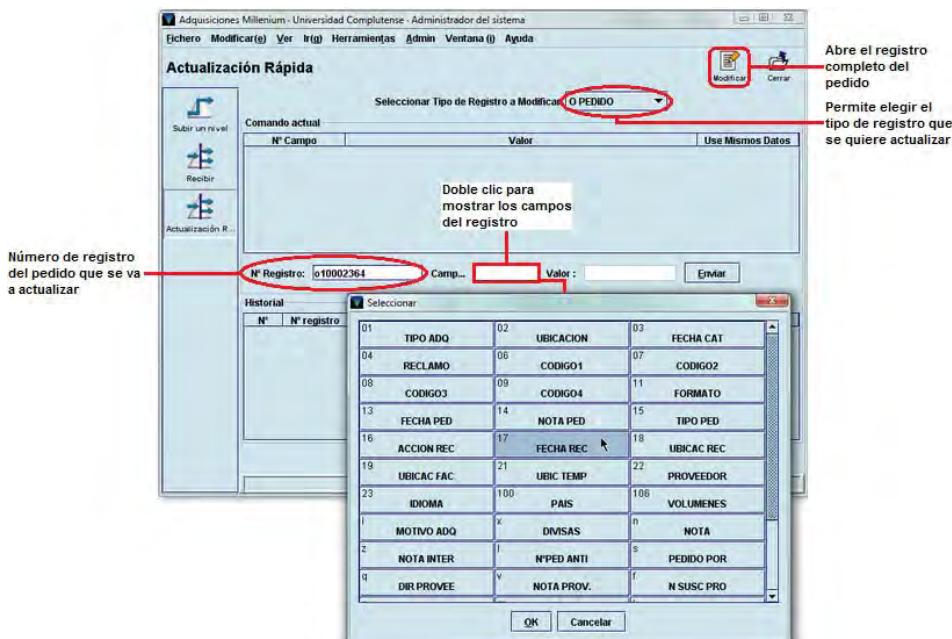 Adquisiciones Millenium - Universidad Complutense - Administrador del sistema
Fichero Modificar(e) Ver Ir(g) Herramientas Admin Ventana (i) Ayuda
Actualización Rápida
Modificar
Cerrar
Abre el registro
completo del
pedido
Seleccionar Tipo de Registro a Modificar O PEDIDO
Permite elegir el
tipo de registro que
se quiere actualizar
Subir un nivel
Recibir
Actualización R...
Comando actual
Nº Campo Valor Use Mismos Datos
Doble clic para
mostrar los campos
del registro
Número de registro
del pedido que se va
a actualizar
Nº Registro: o10002364 Camp... Valor : Enviar
Historial
Nº Nº registro
Seleccionar
01 TIPO ADQ 02 UBICACION 03 FECHA CAT
04 RECLAMO 06 CODIGO1 07 CODIGO2
08 CODIGO3 09 CODIGO4 11 FORMATO
13 FECHA PED 14 NOTA PED 15 TIPO PED
16 ACCION REC 17 FECHA REC 18 UBICAC REC
19 UBICAC FAC 21 UBIC TEMP 22 PROVEEDOR
23 IDIOMA 100 PAIS 106 VOLUMENES
i MOTIVO ADQ x DIVISAS n NOTA
z NOTA INTER l NºPED ANTI s PEDIDO POR
q DIR PROVEE v NOTA PROV. f N SUSC PRO
OK Cancelar